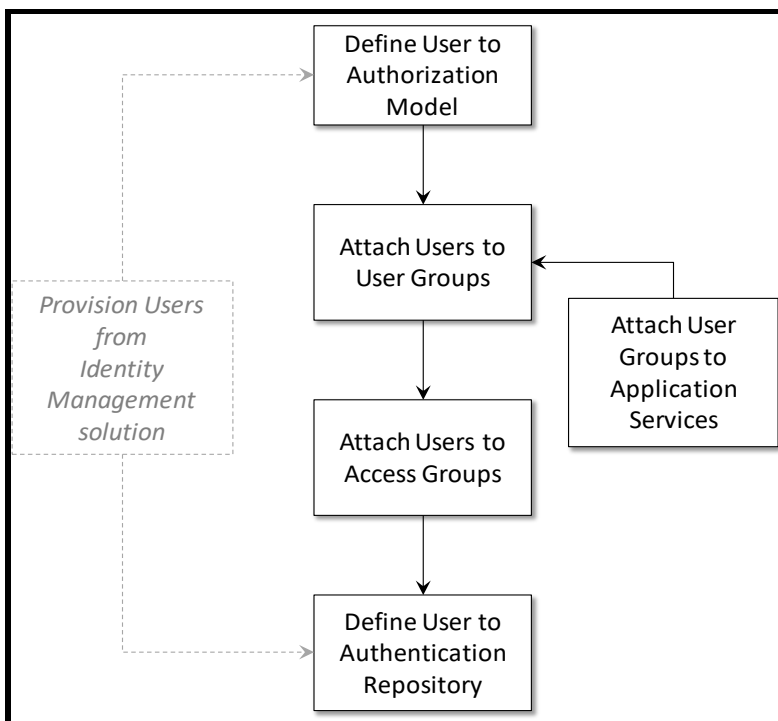 Define User to
Authorization
Model
Attach Users to
User Groups
Provision Users
from
Identity
Management
solution
Attach User
Groups to
Application
Services
Attach Users to
Access Groups
Define User to
Authentication
Repository